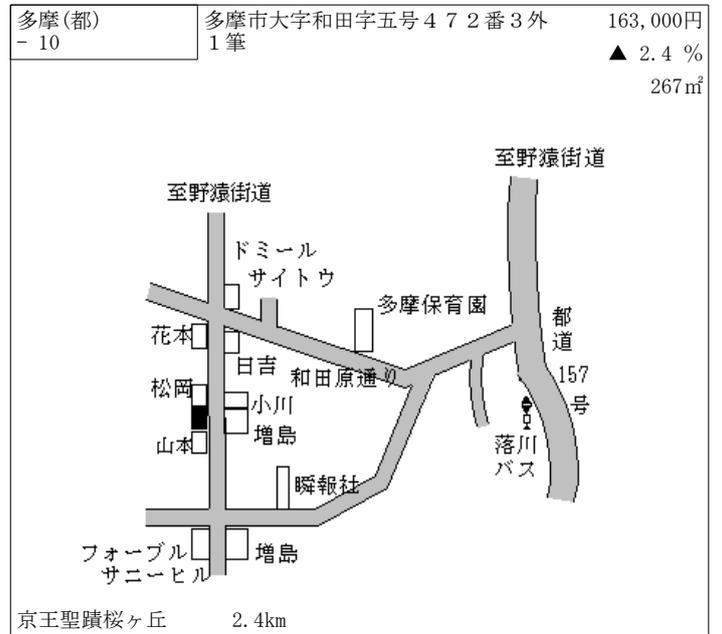 多摩(都)
- 10
多摩市大字和田字五号４７２番３外
１筆
163,000円
▲ 2.4 %
267㎡
至野猿街道
至野猿街道
ドミール
サイトウ
多摩保育園
都道
157
号
花本
日吉
和田原通り
松岡
小川
増島
山本
落川
バス
瞬報社
フォーブル
サニーヒル
増島
京王聖蹟桜ヶ丘 2.4km